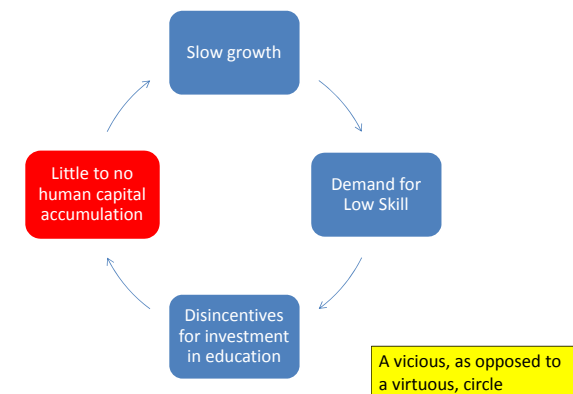 Slow growth
Demand for
Low Skill
Disincentives
for investment
in education
Little to no
human capital
accumulation
A vicious, as opposed to
a virtuous, circle